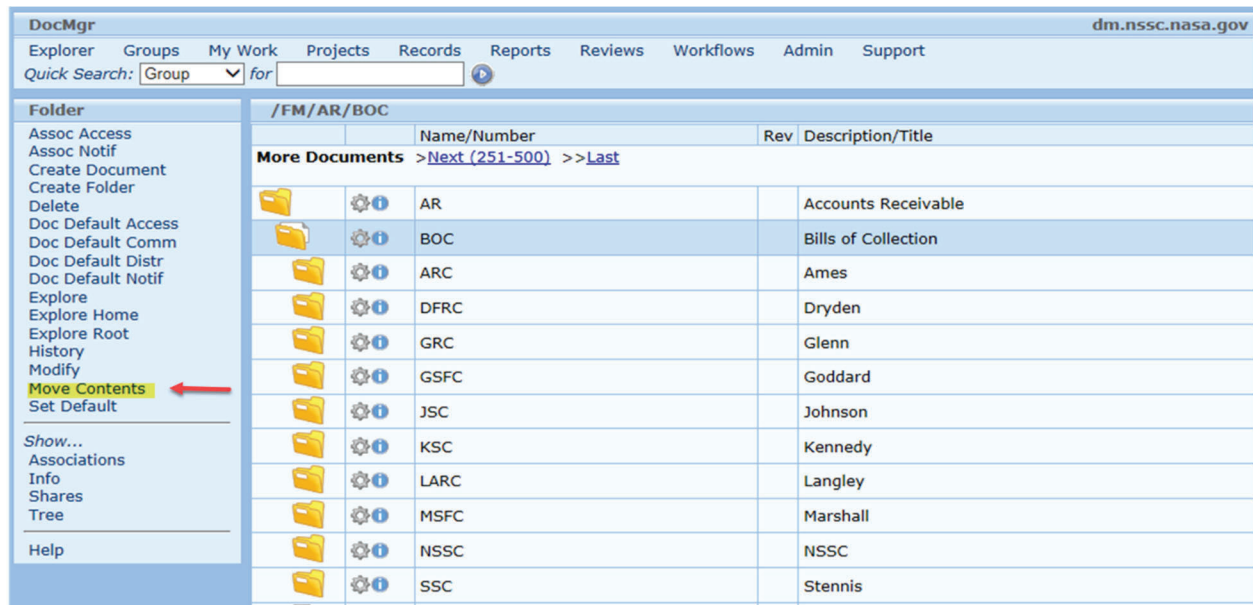 DocMgr dm.nssc.nasa.gov
Explorer Groups My Work Projects Records Reports Reviews Workflows Admin Support
Quick Search: Group for
Folder
Assoc Access
Assoc Notif
Create Document
Create Folder
Delete
Doc Default Access
Doc Default Comm
Doc Default Distr
Doc Default Notif
Explore
Explore Home
Explore Root
History
Modify
Move Contents
Set Default
Show...
Associations
Info
Shares
Tree
Help
/FM/AR/BOC
Name/Number Rev Description/Title
More Documents >Next (251-500) >>Last
AR Accounts Receivable
BOC Bills of Collection
ARC Ames
DFRC Dryden
GRC Glenn
GSFC Goddard
JSC Johnson
KSC Kennedy
LARC Langley
MSFC Marshall
NSSC NSSC
SSC Stennis